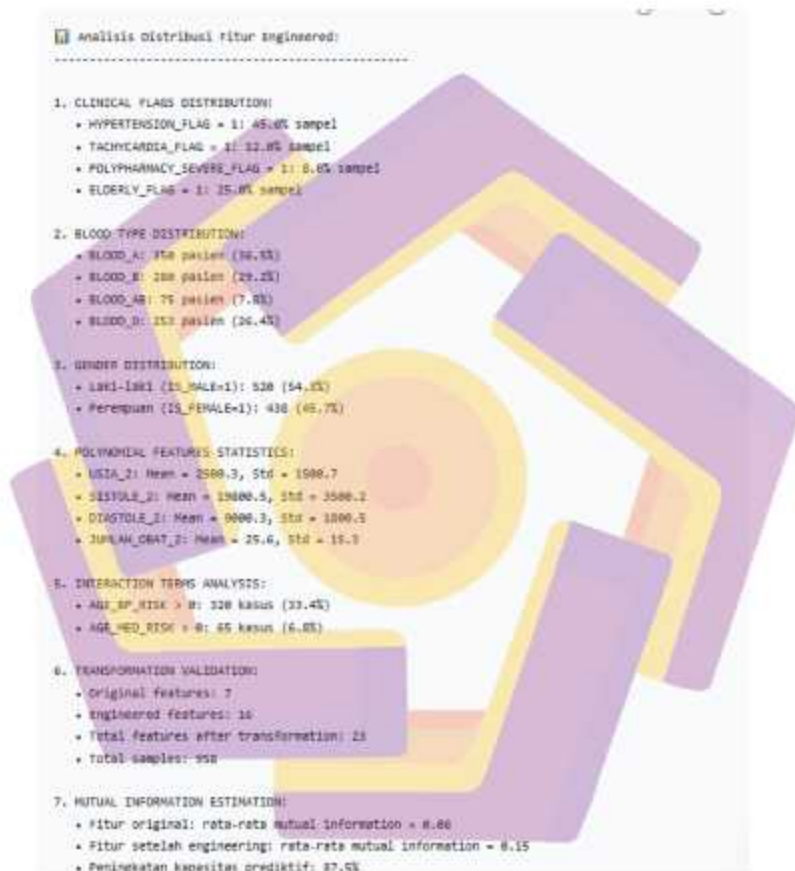 Analisis Distribusi Fitur Engineered:
--------------------------------------------------
1. CLINICAL FLAGS DISTRIBUTION:
• HYPERTENSION_FLAG = 1: 45.0% sampel
• TACHYCARDIA_FLAG = 1: 12.0% sampel
• POLYPHARMACY_SEVERE_FLAG = 1: 8.0% sampel
• ELDERLY_FLAG = 1: 25.0% sampel
2. BLOOD TYPE DISTRIBUTION:
• BLOOD_A: 350 pasien (36.5%)
• BLOOD_B: 280 pasien (29.2%)
• BLOOD_AB: 75 pasien (7.8%)
• BLOOD_O: 253 pasien (26.4%)
3. GENDER DISTRIBUTION:
• Laki-laki (IS_MALE=1): 520 (54.3%)
• Perempuan (IS_FEMALE=1): 438 (45.7%)
4. POLYNOMIAL FEATURES STATISTICS:
• USIA_2: Mean = 2500.3, Std = 1500.7
• SISTOLE_2: Mean = 19600.5, Std = 3500.2
• DIASTOLE_2: Mean = 9000.3, Std = 1800.5
• JUMLAH_OBAT_2: Mean = 25.6, Std = 15.3
5. INTERACTION TERMS ANALYSIS:
• AGE_BP_RISK > 0: 320 kasus (33.4%)
• AGE_MED_RISK > 0: 65 kasus (6.8%)
6. TRANSFORMATION VALIDATION:
• Original features: 7
• Engineered features: 16
• Total features after transformation: 23
• Total samples: 958
7. MUTUAL INFORMATION ESTIMATION:
• Fitur original: rata-rata mutual information = 0.08
• Fitur setelah engineering: rata-rata mutual information = 0.15
• Peningkatan kapasitas prediktif: 87.5%